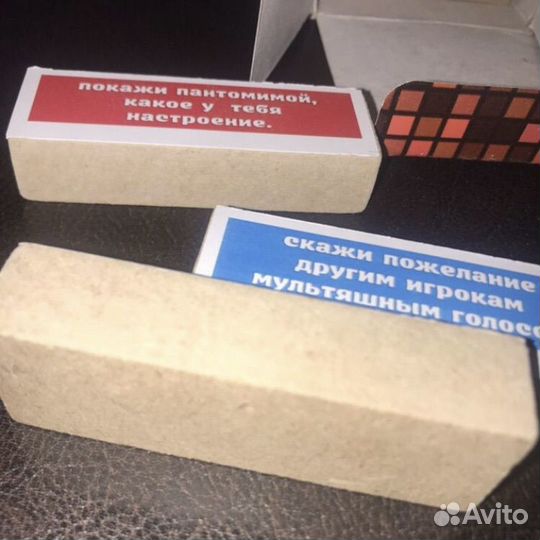 покажи пантомимой,
какое у тебя
настроение.
скажи пожелание
другим игрокам
мультяшным
Avito